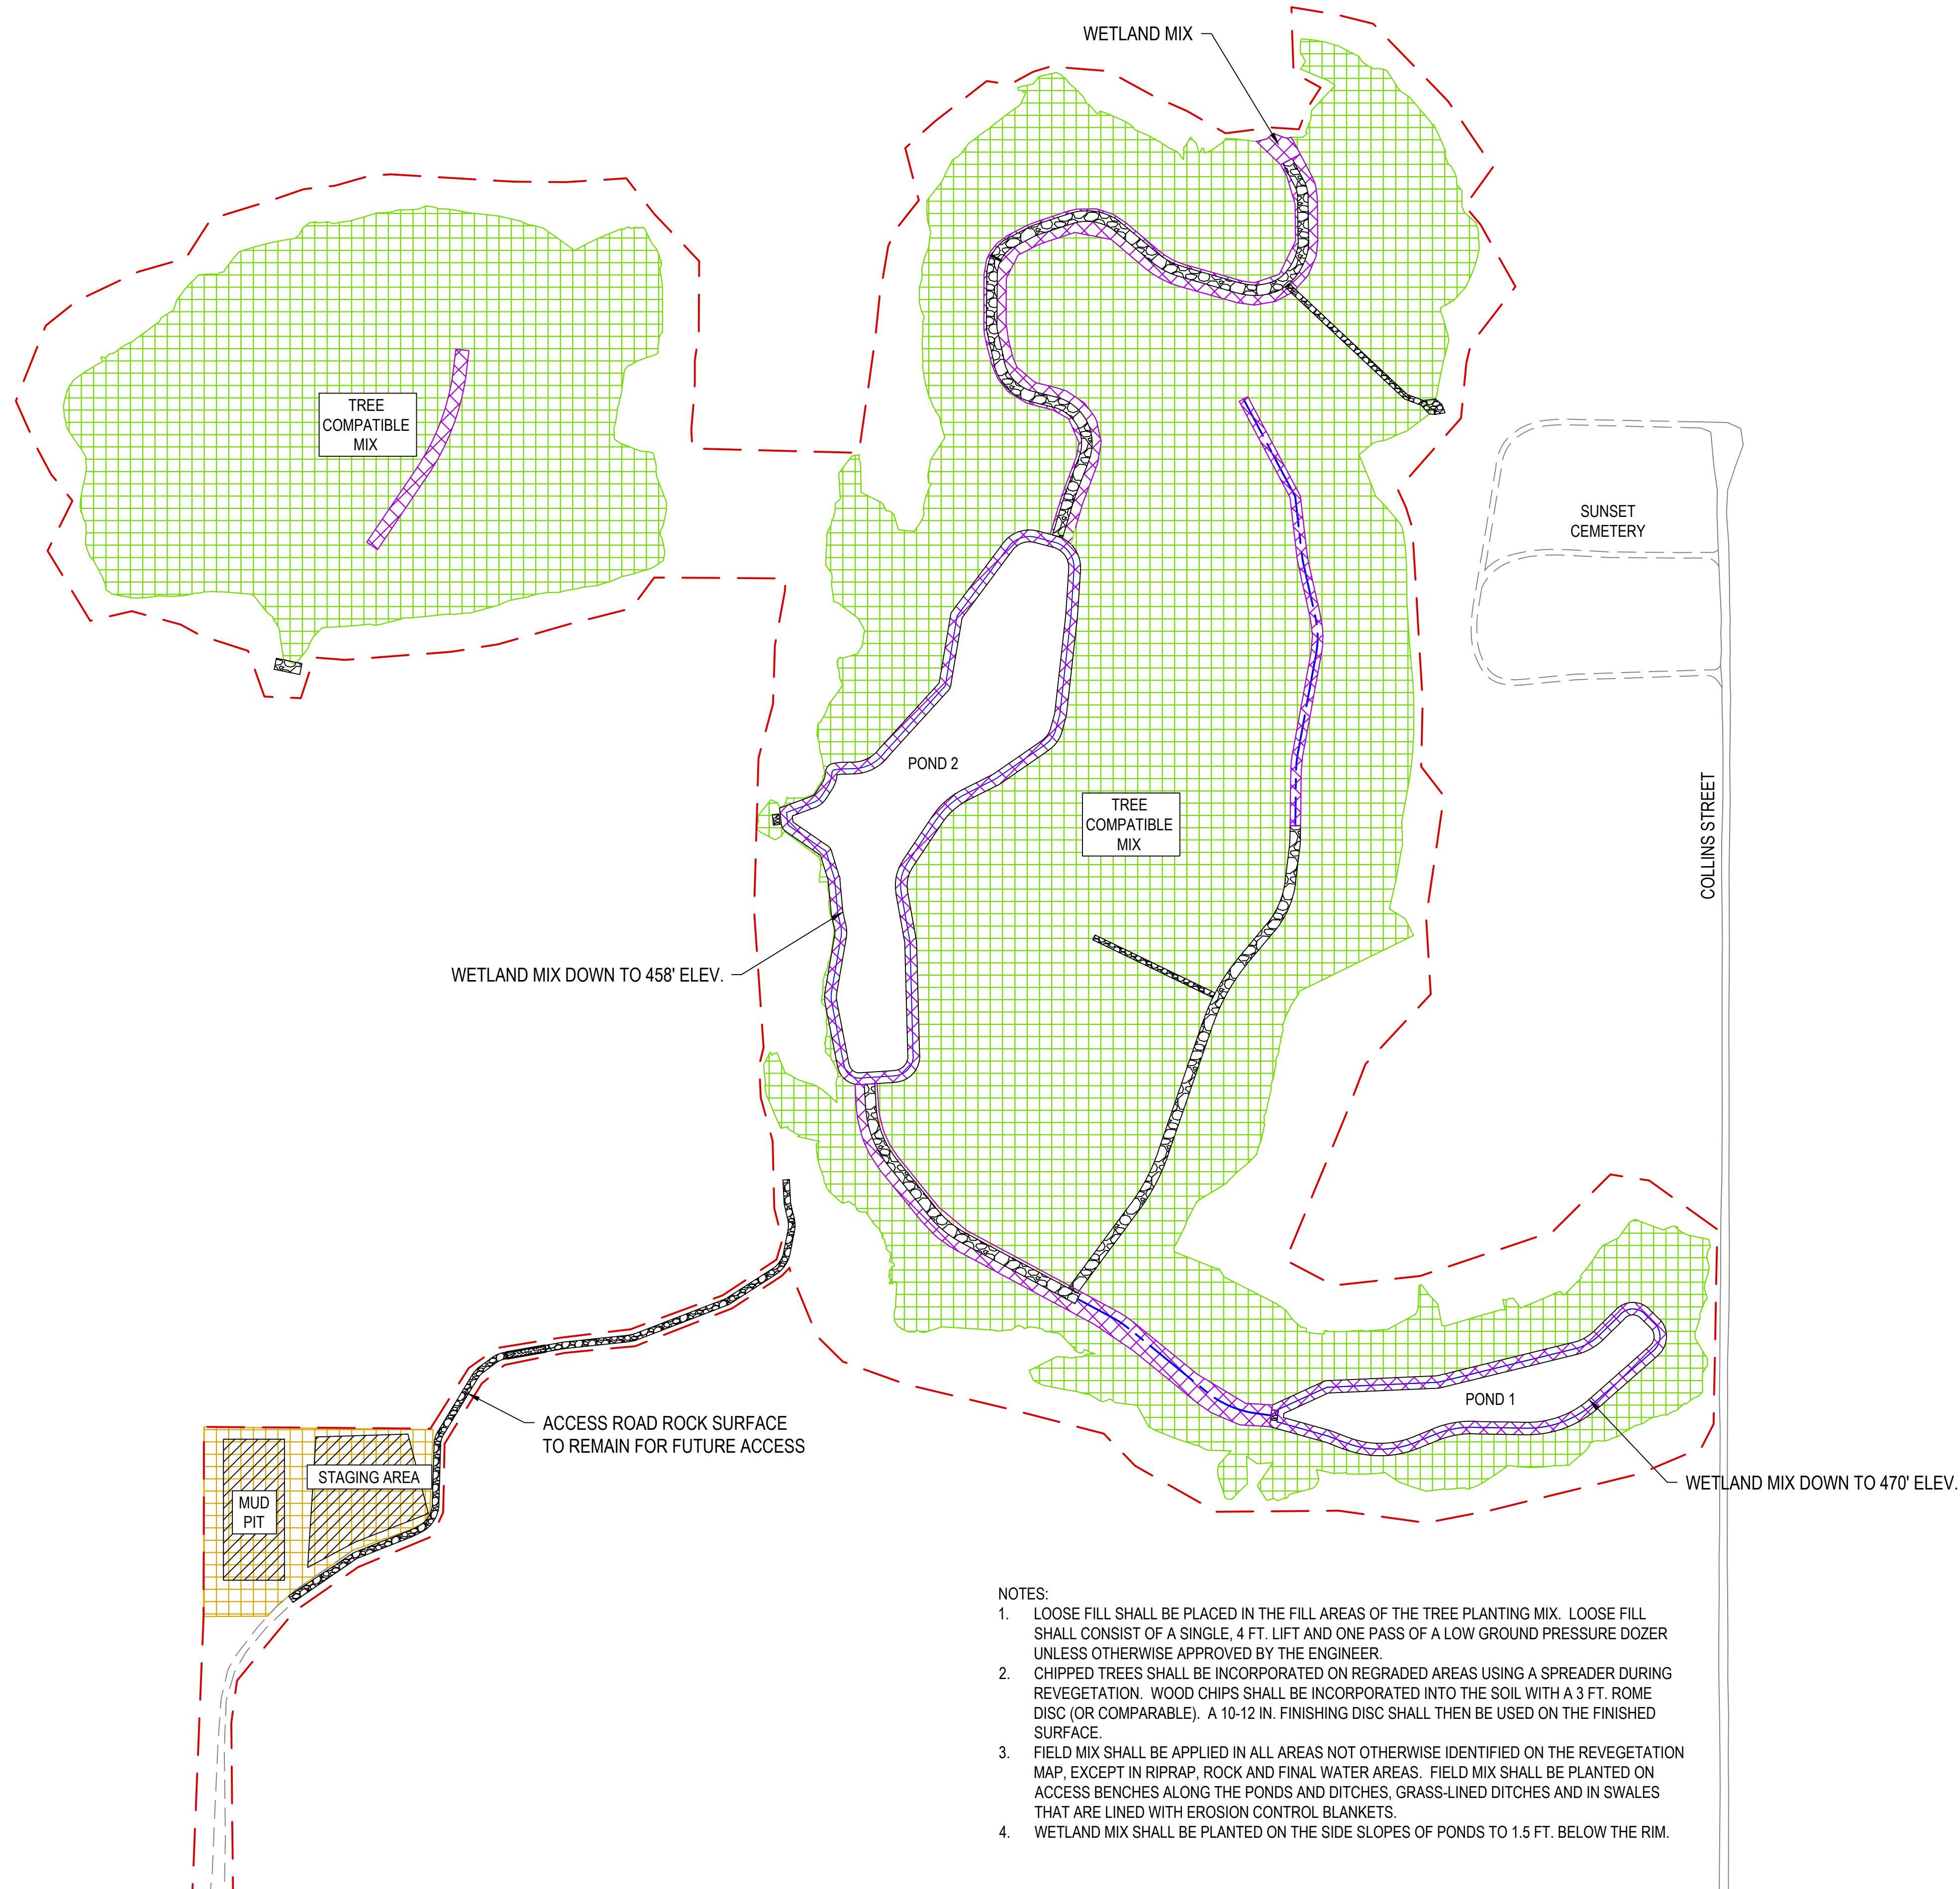 WETLAND MIX
TREE
COMPATIBLE
MIX
SUNSET
CEMETERY
POND 2
TREE
COMPATIBLE
MIX
COLLINS STREET
WETLAND MIX DOWN TO 458' ELEV.
POND 1
ACCESS ROAD ROCK SURFACE
TO REMAIN FOR FUTURE ACCESS
STAGING AREA
MUD
PIT
WETLAND MIX DOWN TO 470' ELEV.
NOTES:
1. LOOSE FILL SHALL BE PLACED IN THE FILL AREAS OF THE TREE PLANTING MIX. LOOSE FILL
SHALL CONSIST OF A SINGLE, 4 FT. LIFT AND ONE PASS OF A LOW GROUND PRESSURE DOZER
UNLESS OTHERWISE APPROVED BY THE ENGINEER.
2. CHIPPED TREES SHALL BE INCORPORATED ON REGRADED AREAS USING A SPREADER DURING
REVEGETATION. WOOD CHIPS SHALL BE INCORPORATED INTO THE SOIL WITH A 3 FT. ROME
DISC (OR COMPARABLE). A 10-12 IN. FINISHING DISC SHALL THEN BE USED ON THE FINISHED
SURFACE.
3. FIELD MIX SHALL BE APPLIED IN ALL AREAS NOT OTHERWISE IDENTIFIED ON THE REVEGETATION
MAP, EXCEPT IN RIPRAP, ROCK AND FINAL WATER AREAS. FIELD MIX SHALL BE PLANTED ON
ACCESS BENCHES ALONG THE PONDS AND DITCHES, GRASS-LINED DITCHES AND IN SWALES
THAT ARE LINED WITH EROSION CONTROL BLANKETS.
4. WETLAND MIX SHALL BE PLANTED ON THE SIDE SLOPES OF PONDS TO 1.5 FT. BELOW THE RIM.